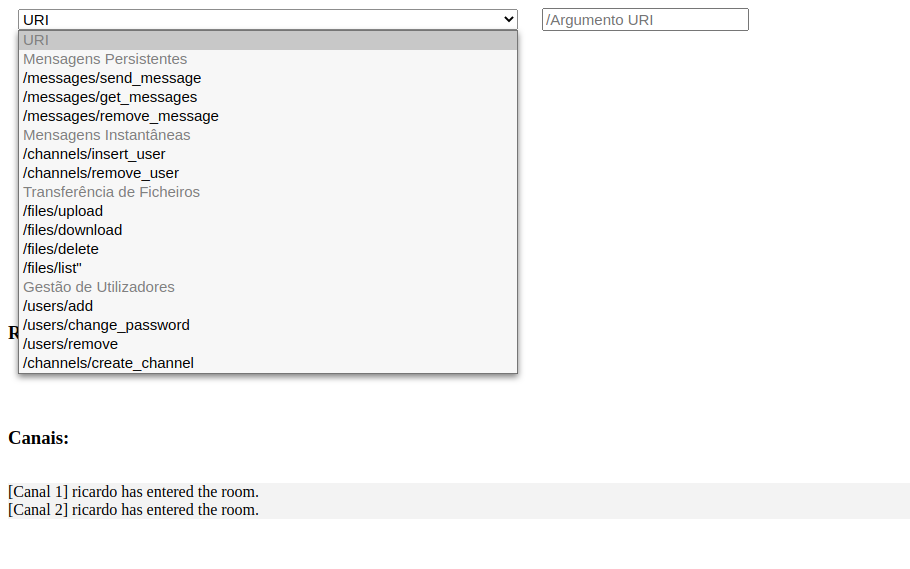 URI
/Argumento URI
URI
Mensagens Persistentes
/messages/send_message
/messages/get_messages
/messages/remove_message
Mensagens Instantâneas
/channels/insert_user
/channels/remove_user
Transferência de Ficheiros
/files/upload
/files/download
/files/delete
/files/list"
Gestão de Utilizadores
/users/add
/users/change_password
/users/remove
/channels/create_channel
Canais:
[Canal 1] ricardo has entered the room.
[Canal 2] ricardo has entered the room.